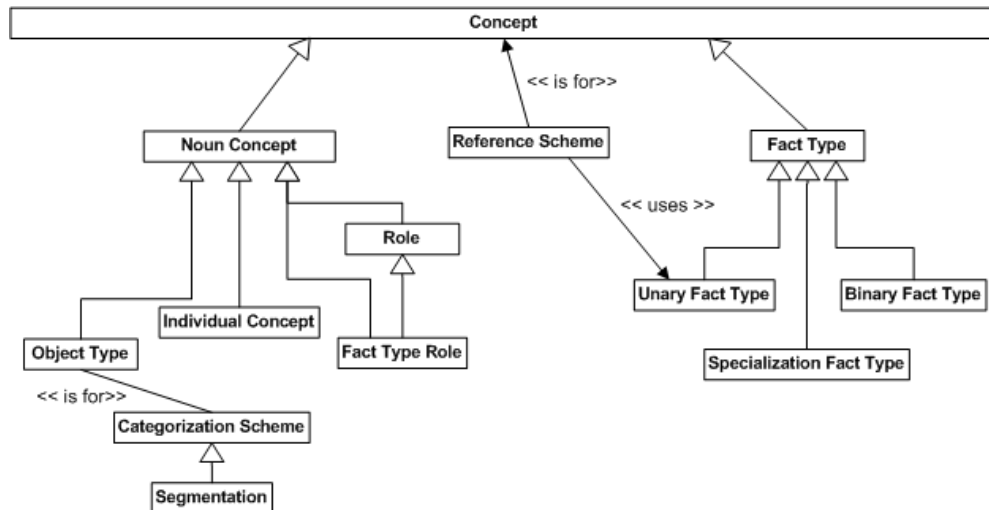 Concept
<< is for>>
Noun Concept
Reference Scheme
Fact Type
<< uses >>
Role
Unary Fact Type
Binary Fact Type
Individual Concept
Object Type
Fact Type Role
Specialization Fact Type
<< is for>>
Categorization Scheme
Segmentation